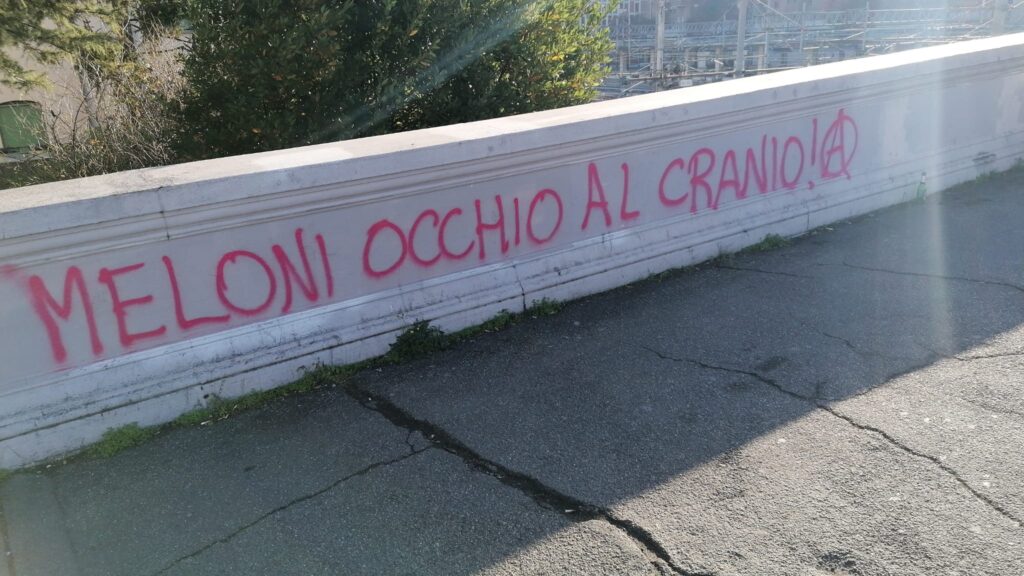 MELONI OCCHIO AL CRANIO! Ⓐ